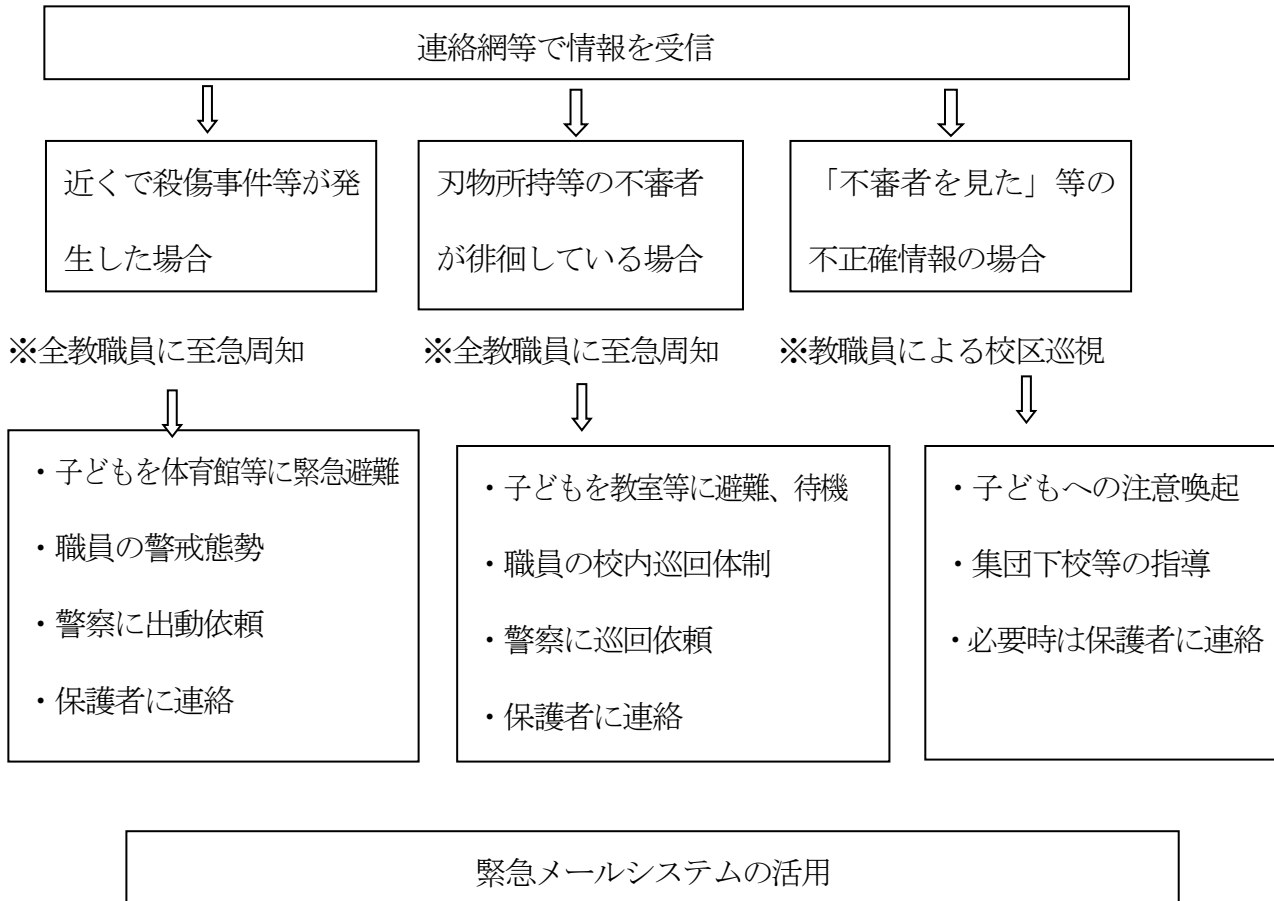 連絡網等で情報を受信
近くで殺傷事件等が発
生した場合
刃物所持等の不審者
が徘徊している場合
「不審者を見た」等の
不正確情報の場合
※全教職員に至急周知
※全教職員に至急周知
※教職員による校区巡視
・子どもを体育館等に緊急避難
・職員の警戒態勢
・警察に出動依頼
・保護者に連絡
・子どもを教室等に避難、待機
・職員の校内巡回体制
・警察に巡回依頼
・保護者に連絡
・子どもへの注意喚起
・集団下校等の指導
・必要時は保護者に連絡
緊急メールシステムの活用